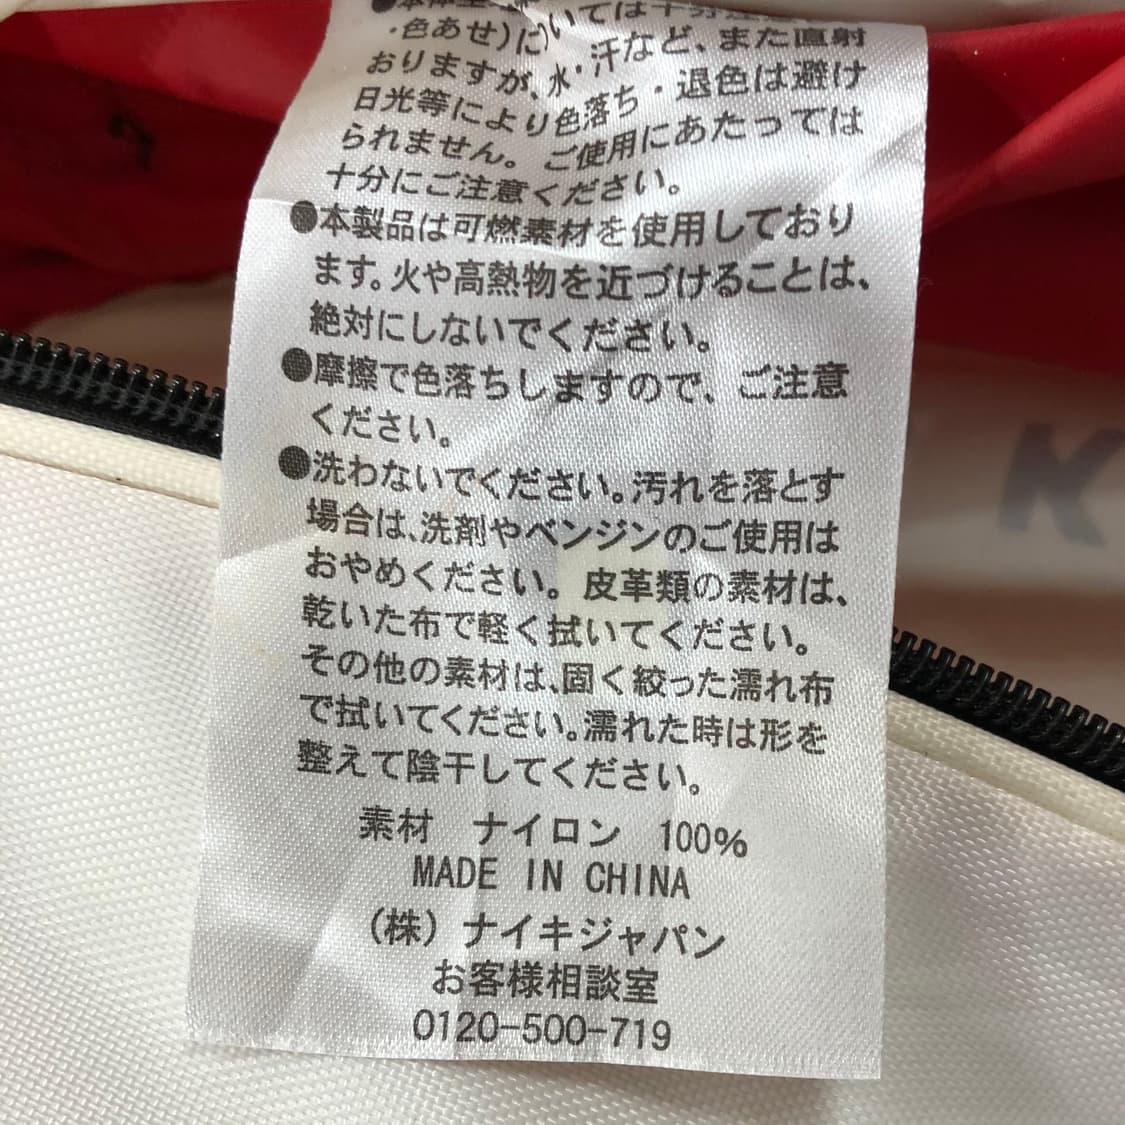 ・色あせ)に
おりますが、水・汗など、また直射
日光等により色落ち・退色は避け
られません。ご使用にあたっては
十分にご注意ください。
●本製品は可燃素材を使用しており
ます。火や高熱物を近づけることは、
絶対にしないでください。
●摩擦で色落ちしますので、ご注意
ください。
●洗わないでください。汚れを落とす
場合は、洗剤やベンジンのご使用は
おやめください。皮革類の素材は、
乾いた布で軽く拭いてください。
その他の素材は、固く絞った濡れ布
で拭いてください。濡れた時は形を
整えて陰干してください。
素材 ナイロン 100%
MADE IN CHINA
(株)ナイキジャパン
お客様相談室
0120-500-719
K